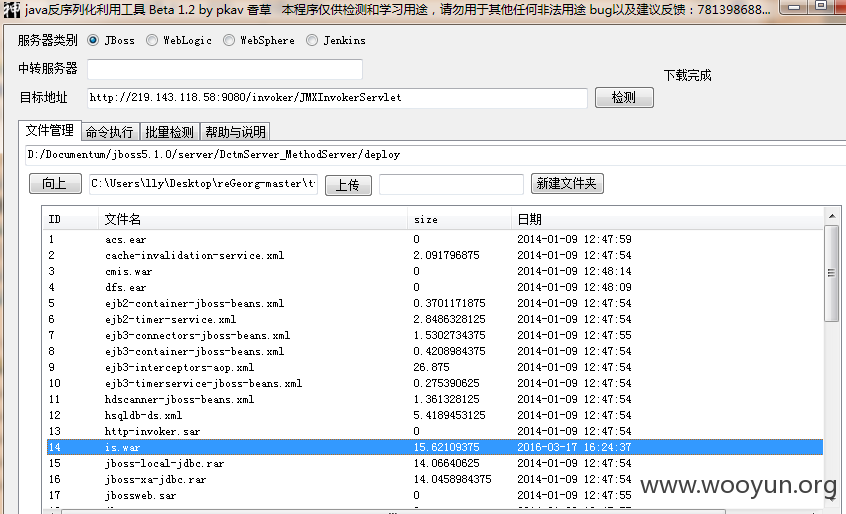 java反序列化利用工具 Beta 1.2 by pkav 香草 本程序仅供检测和学习用途，请勿用于其他任何非法用途 bug以及建议反馈：781398688...
服务器类别 JBoss WebLogic WebSphere Jenkins
中转服务器
下载完成
目标地址 http://219.143.118.58:9080/invoker/JMXInvokerServlet 检测
文件管理 命令执行 批量检测 帮助与说明
D:/Documentum/jboss5.1.0/server/DctmServer_MethodServer/deploy
向上 C:\Users\lly\Desktop\reGeorg-master\t 上传 新建文件夹
ID 文件名 size 日期
1 acs.ear 0 2014-01-09 12:47:59
2 cache-invalidation-service.xml 2.091796875 2014-01-09 12:47:54
3 cmis.war 0 2014-01-09 12:48:14
4 dfs.ear 0 2014-01-09 12:48:09
5 ejb2-container-jboss-beans.xml 0.3701171875 2014-01-09 12:47:54
6 ejb2-timer-service.xml 2.8486328125 2014-01-09 12:47:54
7 ejb3-connectors-jboss-beans.xml 1.5302734375 2014-01-09 12:47:55
8 ejb3-container-jboss-beans.xml 0.4208984375 2014-01-09 12:47:54
9 ejb3-interceptors-aop.xml 26.875 2014-01-09 12:47:54
10 ejb3-timerservice-jboss-beans.xml 0.275390625 2014-01-09 12:47:54
11 hdscanner-jboss-beans.xml 1.361328125 2014-01-09 12:47:54
12 hsqldb-ds.xml 5.4189453125 2014-01-09 12:47:54
13 http-invoker.sar 0 2014-01-09 12:47:54
14 is.war 15.62109375 2016-03-17 16:24:37
15 jboss-local-jdbc.rar 14.06640625 2014-01-09 12:47:54
16 jboss-xa-jdbc.rar 14.0458984375 2014-01-09 12:47:54
17 jbossweb.sar 0 2014-01-09 12:47:55
www.wooyun.org